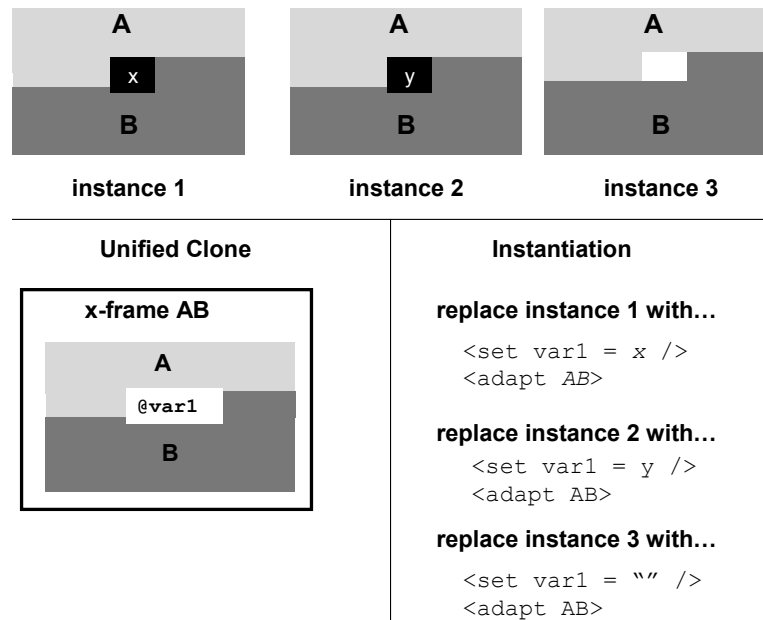 A A A
x y
B B B
instance 1 instance 2 instance 3
Unified Clone
x-frame AB
A
@var1
B
Instantiation
replace instance 1 with…
<set var1 = x />
<adapt AB>
replace instance 2 with…
<set var1 = y />
<adapt AB>
replace instance 3 with…
<set var1 = “” />
<adapt AB>